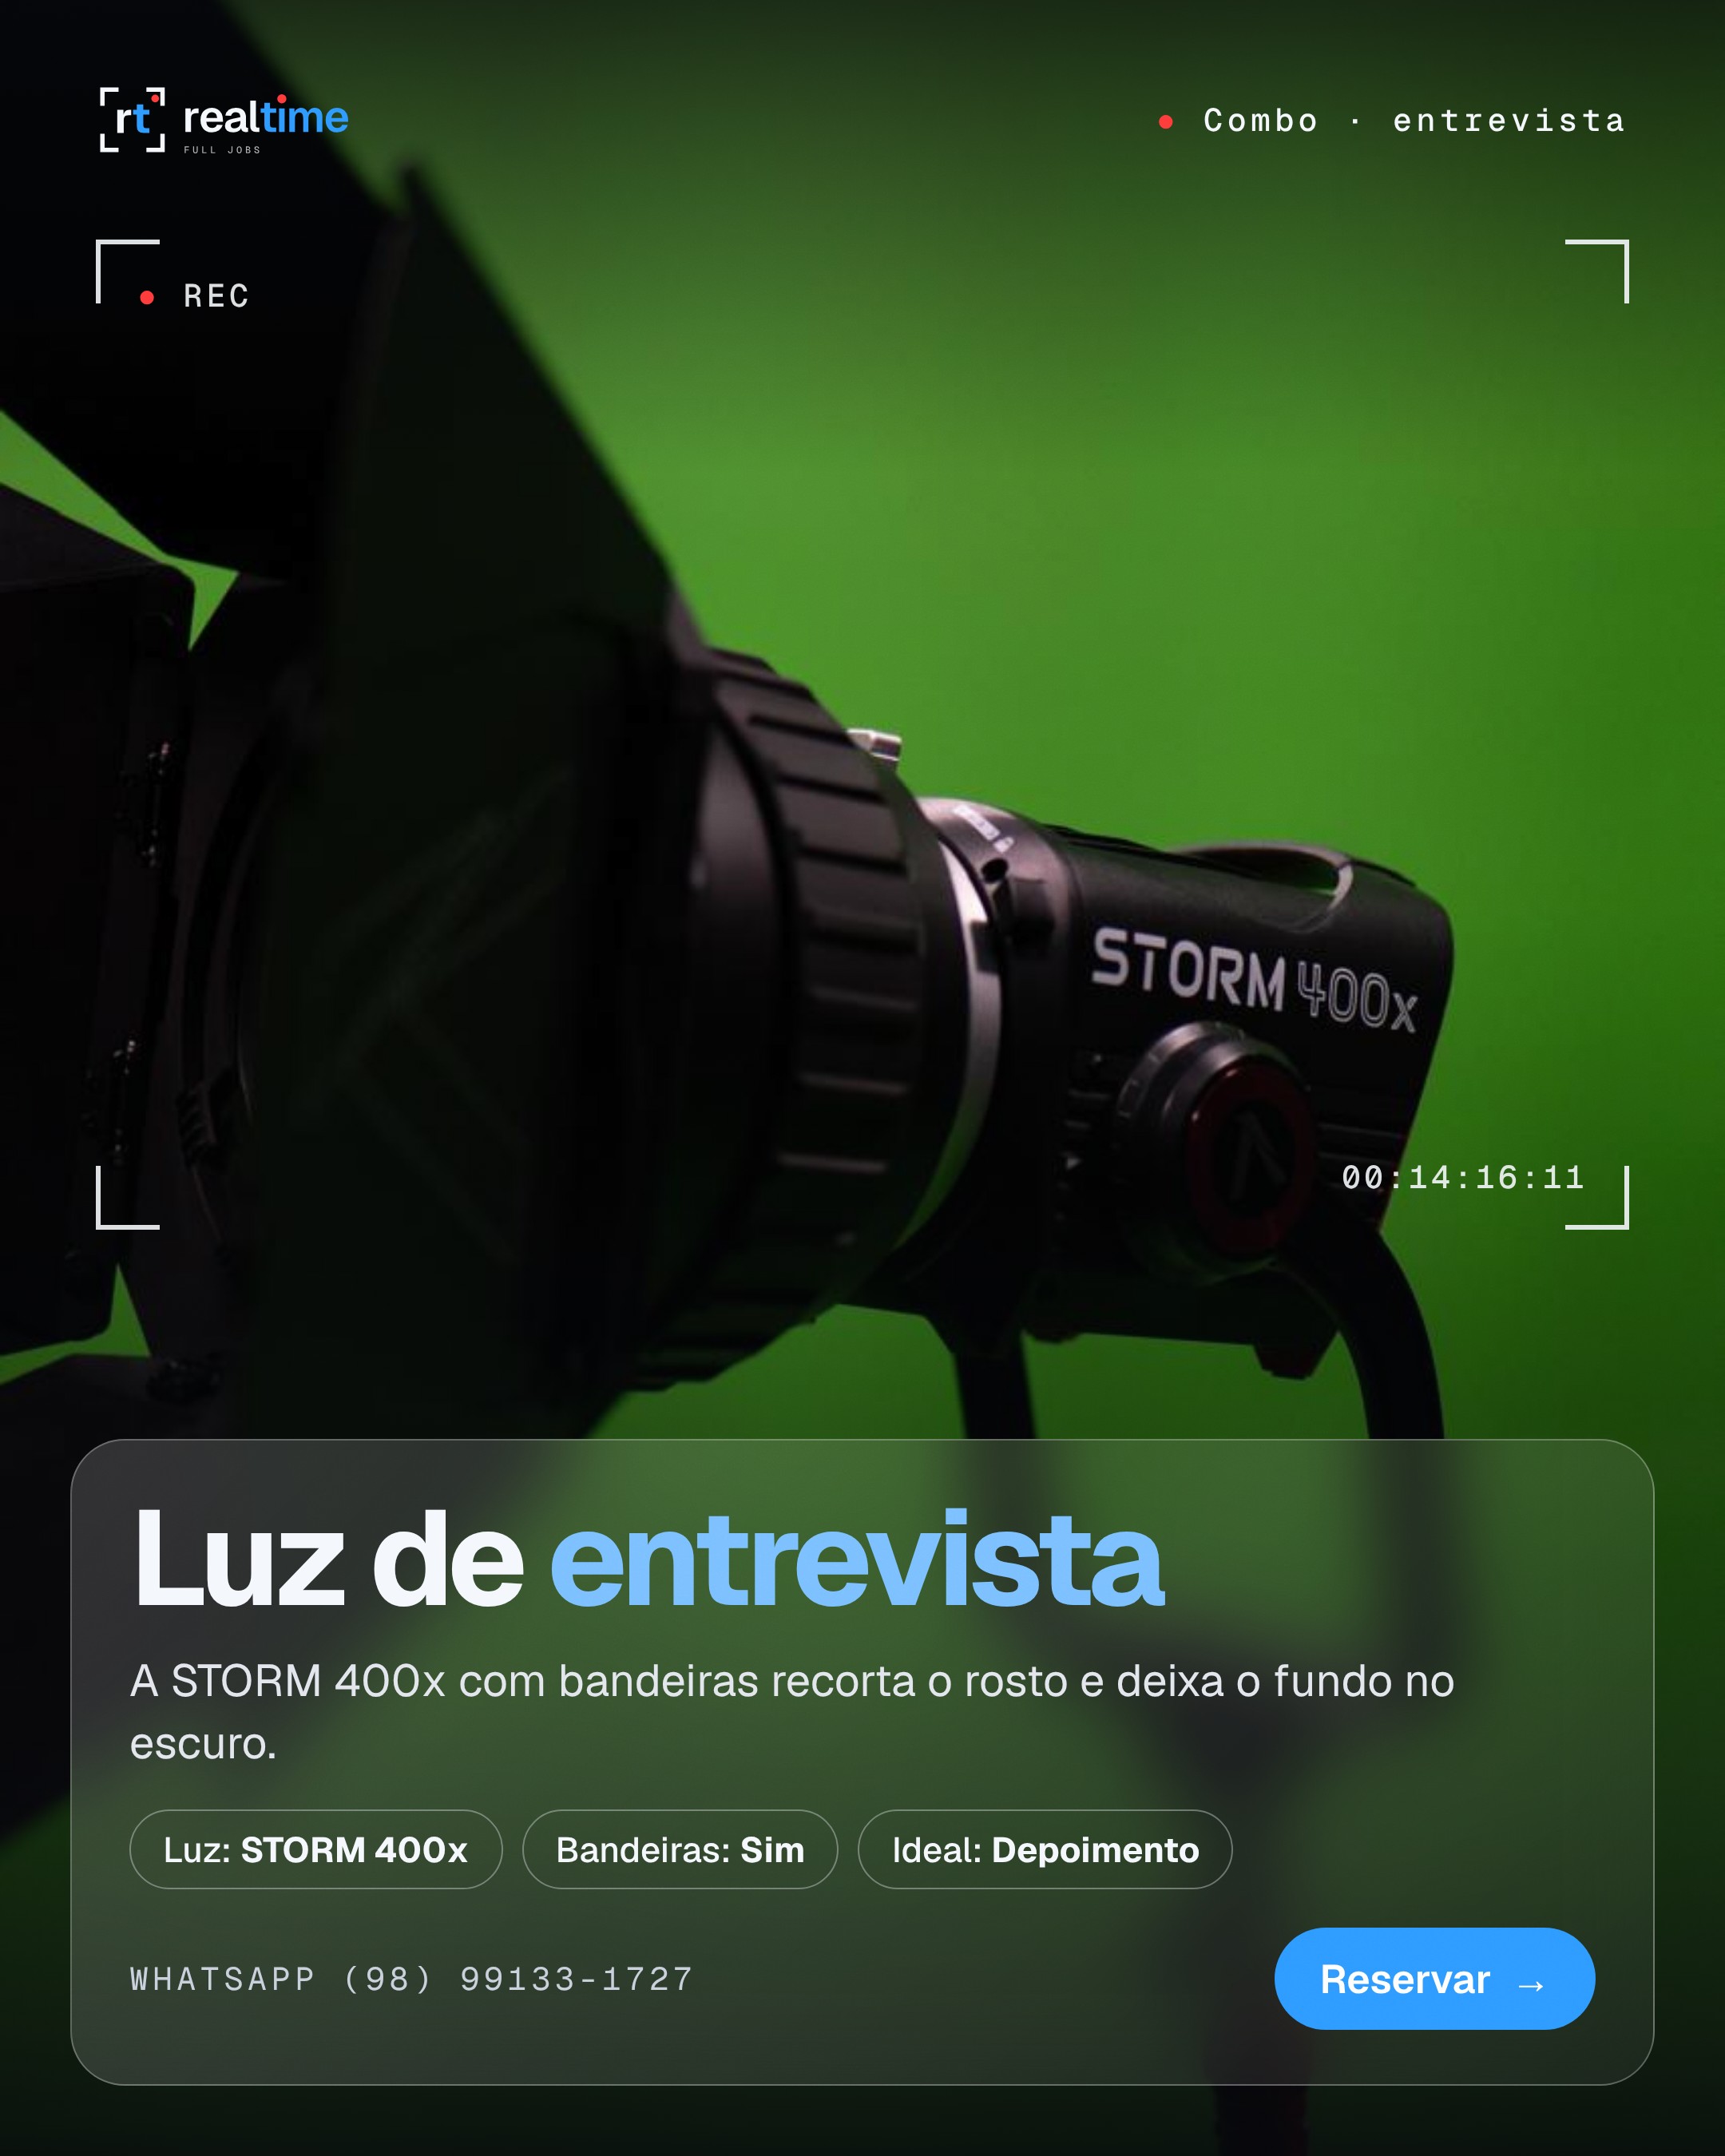 rt realtime
FULL JOBS
Combo · entrevista
REC
STORM 400x
00:14:16:11
Luz de entrevista
A STORM 400x com bandeiras recorta o rosto e deixa o fundo no
escuro.
Luz: STORM 400x
Bandeiras: Sim
Ideal: Depoimento
WHATSAPP (98) 99133-1727
Reservar →